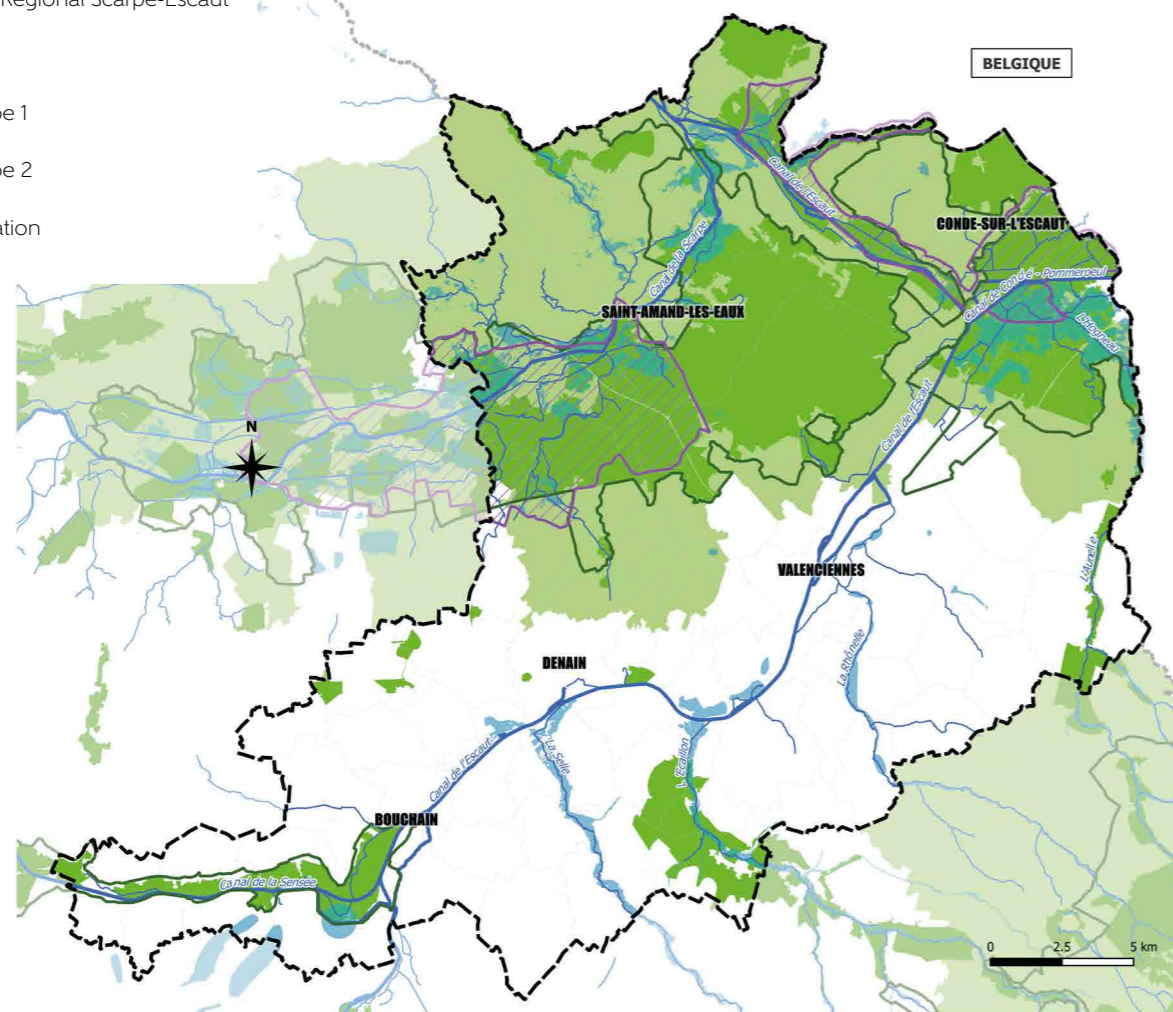 Régional Scarpe-Escaut
pe 1
pe 2
ation
BELGIQUE
Canal de l'Escaut
CONDE-SUR-L'ESCAUT
Canal de la Scarpe
Canal de Condé - Pommeroeul
SAINT-AMAND-LES-EAUX
L'Hogneau
Canal de l'Escaut
N
L'Aunelle
VALENCIENNES
La Rhônelle
DENAIN
Canal de l'Escaut
La Selle
L 'Ecaillon
BOUCHAIN
Canal de la Sensée
0 2.5 5 km